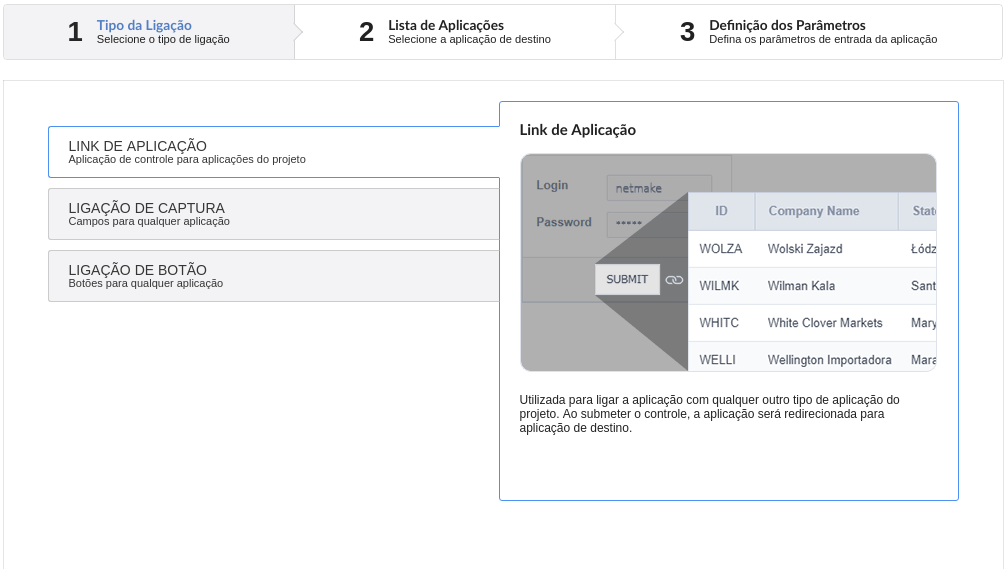 1 Tipo da Ligação
Selecione o tipo de ligação
2 Lista de Aplicações
Selecione a aplicação de destino
3 Definição dos Parâmetros
Defina os parâmetros de entrada da aplicação
LINK DE APLICAÇÃO
Aplicação de controle para aplicações do projeto
LIGAÇÃO DE CAPTURA
Campos para qualquer aplicação
LIGAÇÃO DE BOTÃO
Botões para qualquer aplicação
Link de Aplicação
Login netmake
Password *****
SUBMIT
ID Company Name State
WOLZA Wolski Zajazd Łódz
WILMK Wilman Kala Sant
WHITC White Clover Markets Mary
WELLI Wellington Importadora Mara
Utilizada para ligar a aplicação com qualquer outro tipo de aplicação do
projeto. Ao submeter o controle, a aplicação será redirecionada para
aplicação de destino.